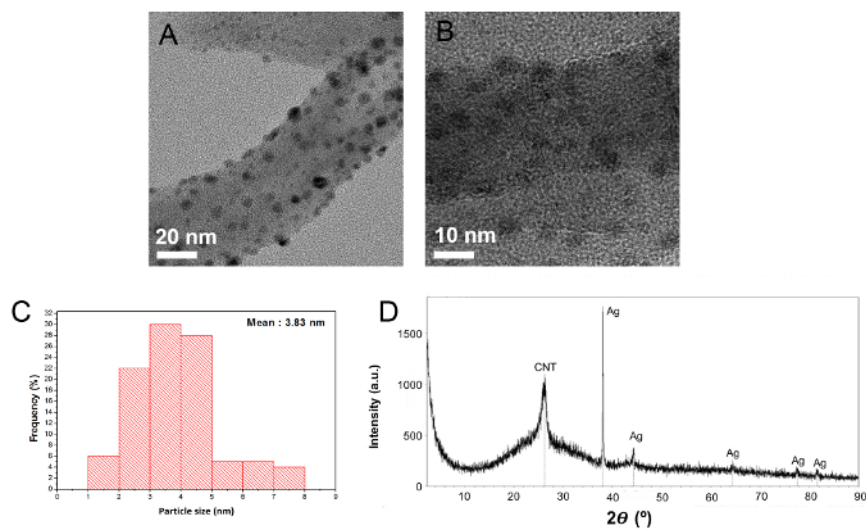 A
B
20 nm
10 nm
C
Mean : 3.83 nm
32
30
28
26
24
22
20
18
16
14
12
10
8
6
4
2
0
Frequency (%)
0 1 2 3 4 5 6 7 8 9
Particle size (nm)
D
1500
1000
500
0
Intensity (a.u.)
Ag
CNT
Ag
Ag
Ag
Ag
10 20 30 40 50 60 70 80 90
2θ (º)